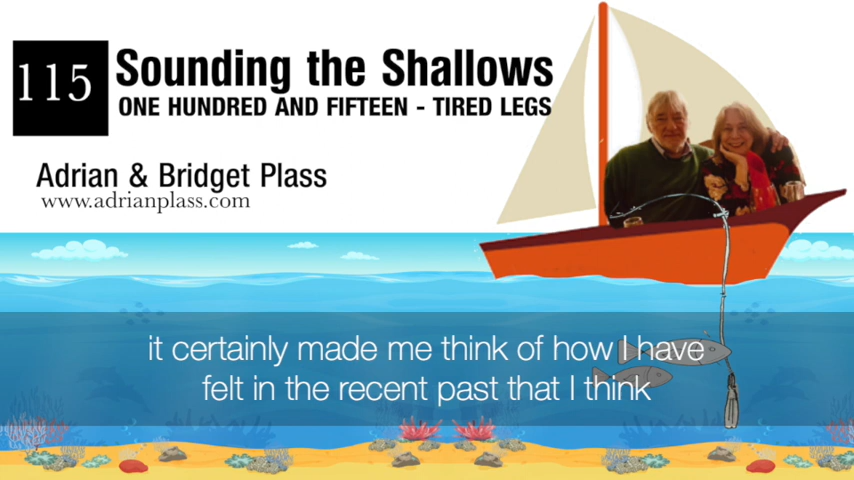 115
Sounding the Shallows
ONE HUNDRED AND FIFTEEN - TIRED LEGS
Adrian & Bridget Plass
www.adrianplass.com
it certainly made me think of how I have
felt in the recent past that I think